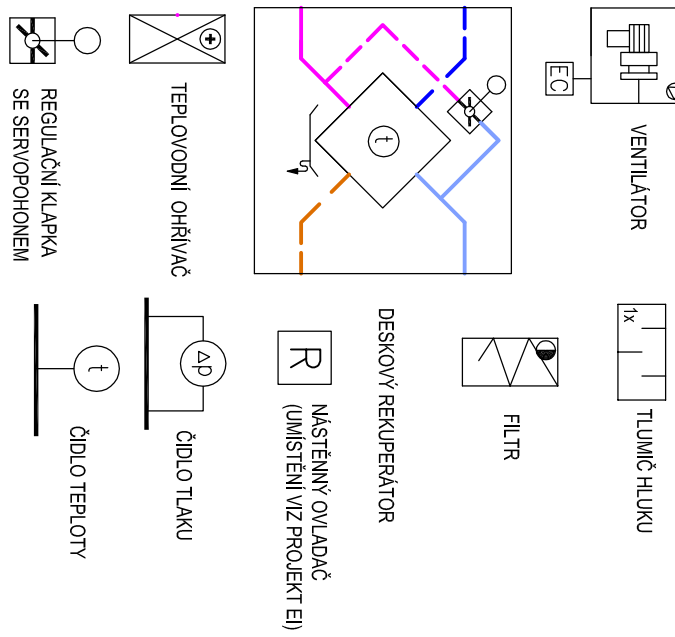 REGULAČNÍ KLAPKA
SE SERVOPOHONEM
TEPLOVODNÍ OHŘÍVAČ
t
DESKOVÝ REKUPERÁTOR
EC
VENTILÁTOR
t
ČIDLO TEPLOTY
Δp
ČIDLO TLAKU
R
NÁSTĚNNÝ OVLADAČ
(UMÍSTĚNÍ VIZ PROJEKT EI)
FILTR
1x
TLUMIČ HLUKU